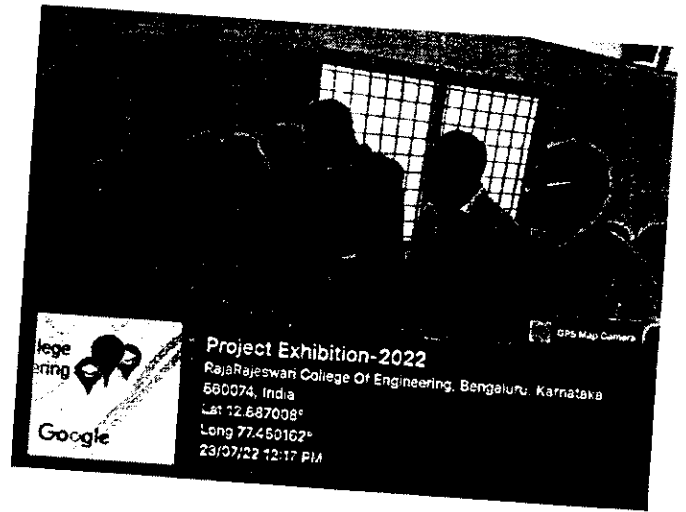 GPS Map Camera
Project Exhibition-2022
RajaRajeswari College Of Engineering, Bengaluru, Karnataka
560074, India
Lat 12.887008°
Long 77.450162°
23/07/22 12:17 PM
lege
ering
Google